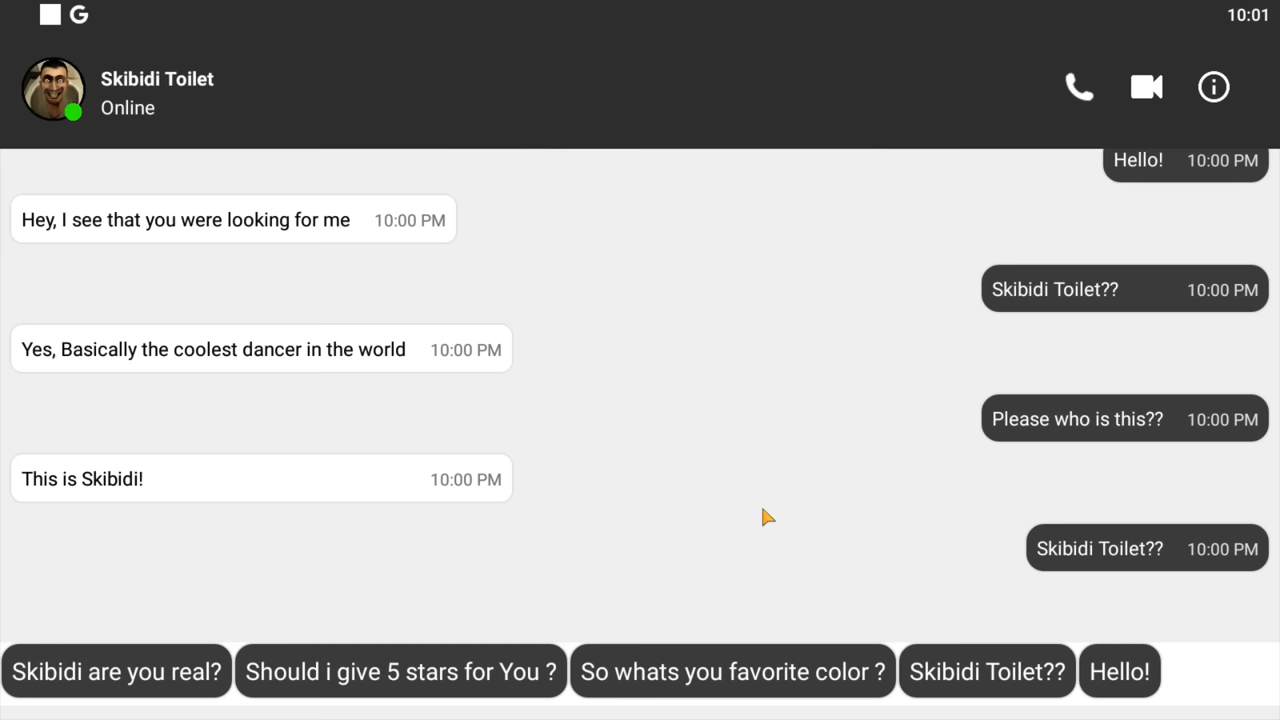 G 10:01
Skibidi Toilet
Online
Hello! 10:00 PM
Hey, I see that you were looking for me 10:00 PM
Skibidi Toilet?? 10:00 PM
Yes, Basically the coolest dancer in the world 10:00 PM
Please who is this?? 10:00 PM
This is Skibidi! 10:00 PM
Skibidi Toilet?? 10:00 PM
Skibidi are you real? Should i give 5 stars for You ? So whats you favorite color ? Skibidi Toilet?? Hello!